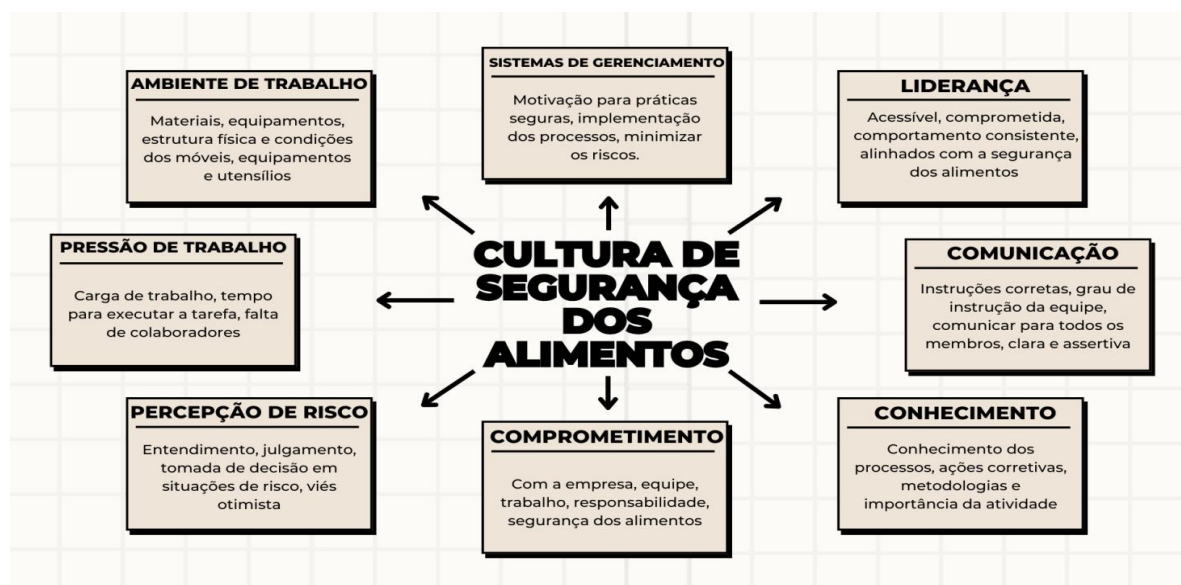 AMBIENTE DE TRABALHO
Materiais, equipamentos,
estrutura física e condições
dos móveis, equipamentos
e utensílios
SISTEMAS DE GERENCIAMENTO
Motivação para práticas
seguras, implementação
dos processos, minimizar
os riscos.
LIDERANÇA
Acessível, comprometida,
comportamento consistente,
alinhados com a segurança
dos alimentos
PRESSÃO DE TRABALHO
Carga de trabalho, tempo
para executar a tarefa, falta
de colaboradores
CULTURA DE
SEGURANÇA
DOS
ALIMENTOS
COMUNICAÇÃO
Instruções corretas, grau de
instrução da equipe,
comunicar para todos os
membros, clara e assertiva
PERCEPÇÃO DE RISCO
Entendimento, julgamento,
tomada de decisão em
situações de risco, viés
otimista
COMPROMETIMENTO
Com a empresa, equipe,
trabalho, responsabilidade,
segurança dos alimentos
CONHECIMENTO
Conhecimento dos
processos, ações corretivas,
metodologias e
importância da atividade